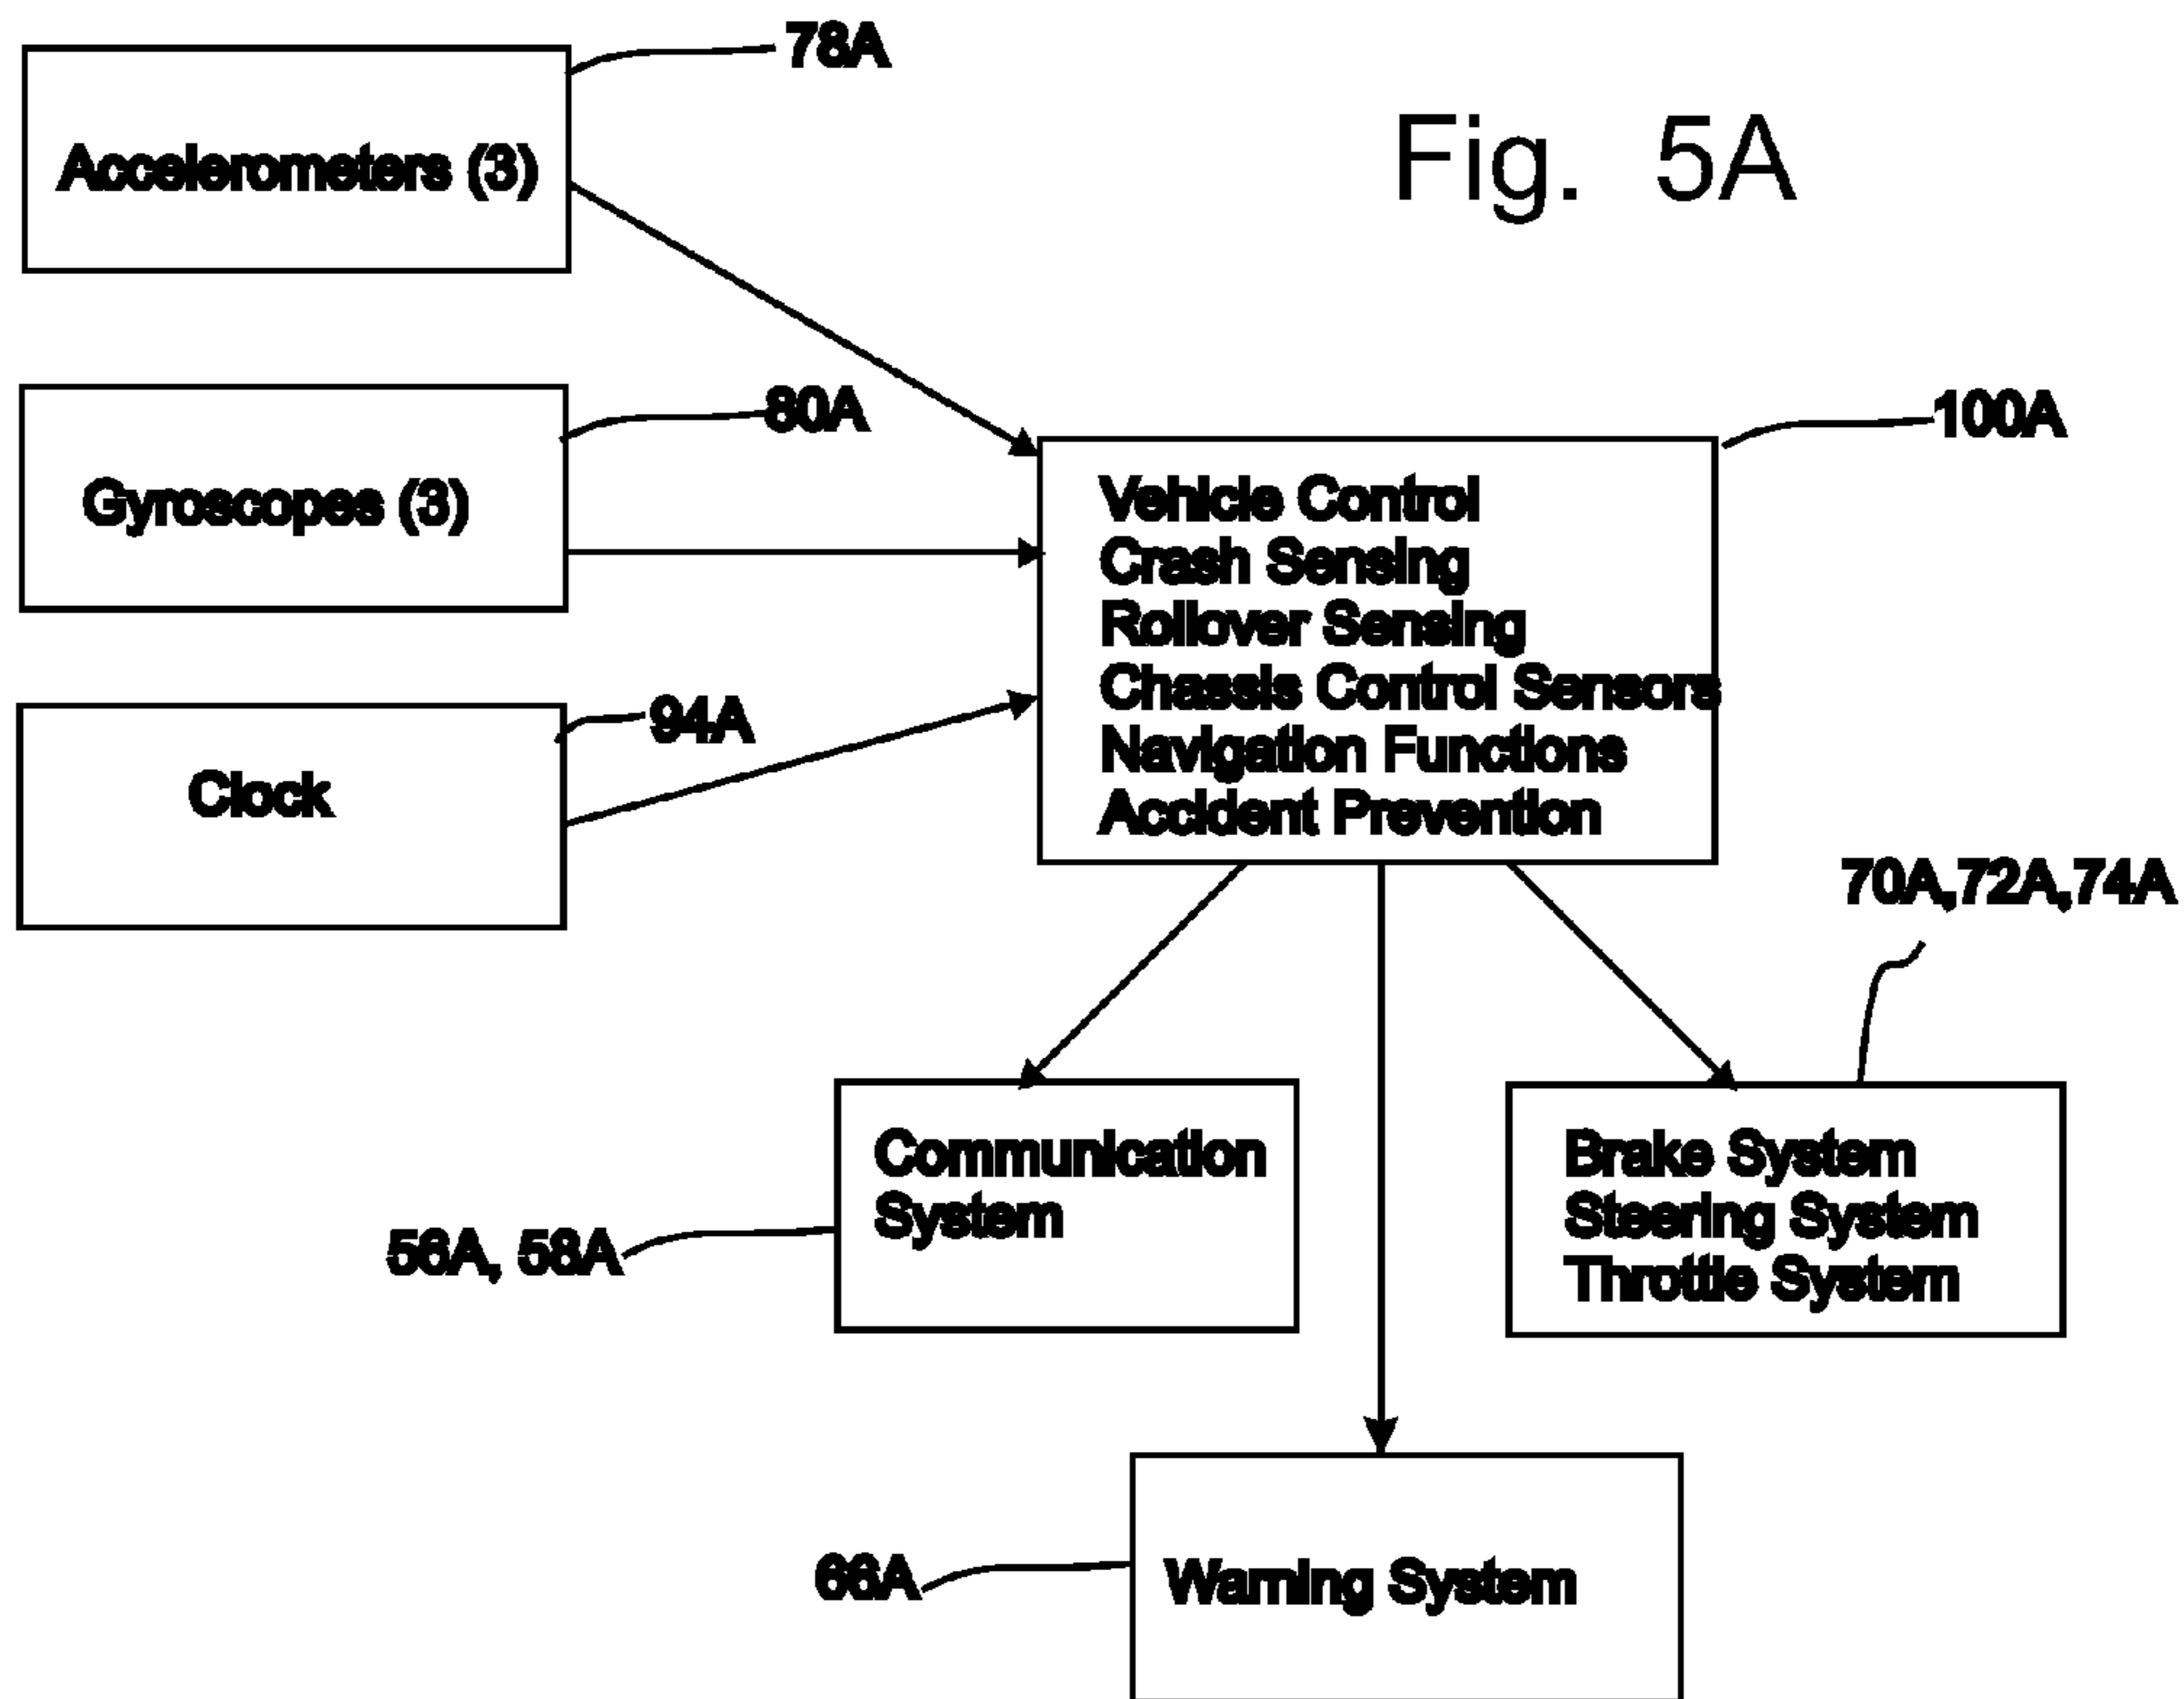 78A
Fig. 5A
Accelerometers (3)
80A
100A
Gyroscopes (3)
Vehicle Control
Crash Sensing
Rollover Sensing
Chassis Control Sensors
Navigation Functions
Accident Prevention
94A
Clock
70A,72A,74A
Communication
System
Brake System
Steering System
Throttle System
56A, 58A
66A
Warning System